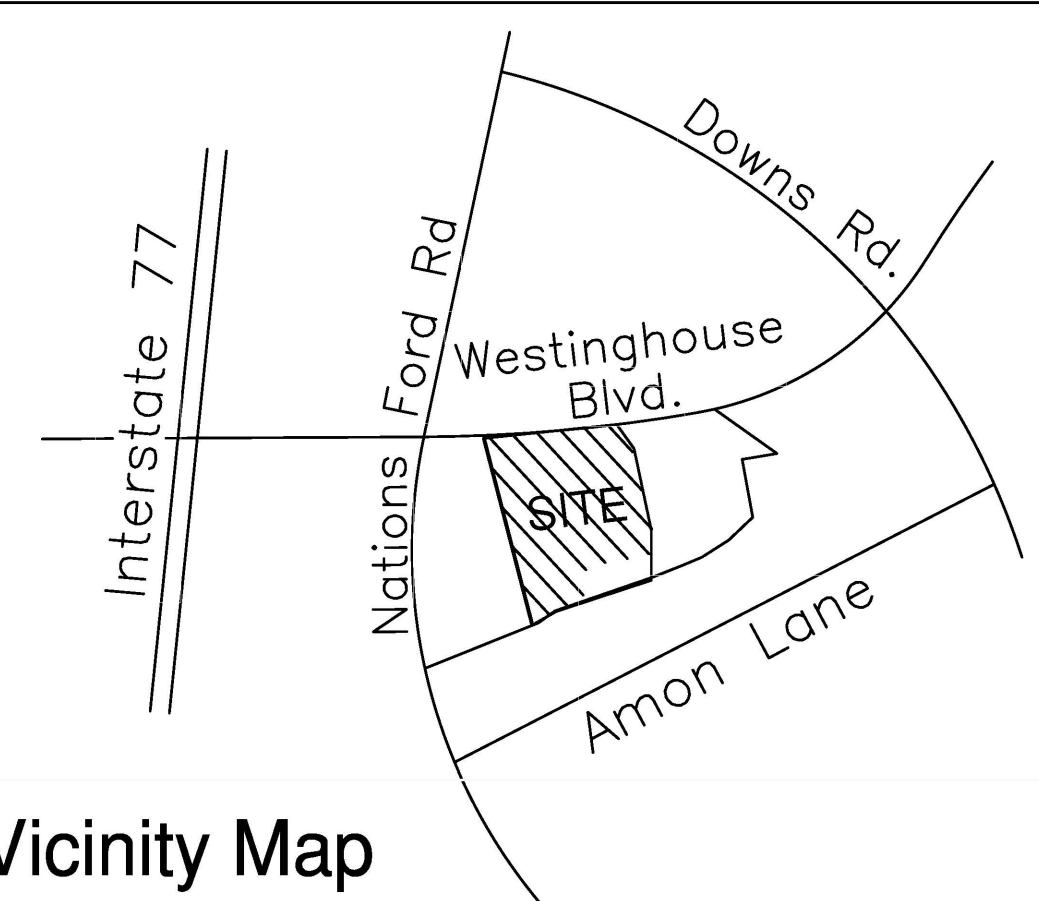 Downs Rd.
Interstate 77
Nations Ford Rd
Westinghouse
Blvd.
SITE
Amon Lane
Vicinity Map